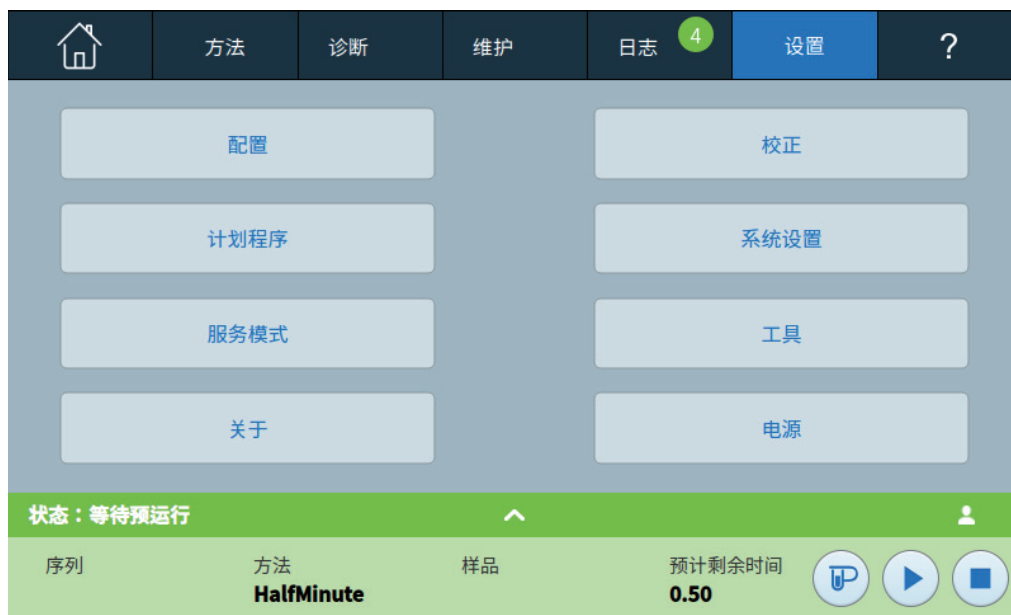 方法 诊断 维护 日志 4 设置 ?
配置 校正
计划程序 系统设置
服务模式 工具
关于 电源
状态：等待预运行
序列 方法 样品 预计剩余时间
HalfMinute 0.50